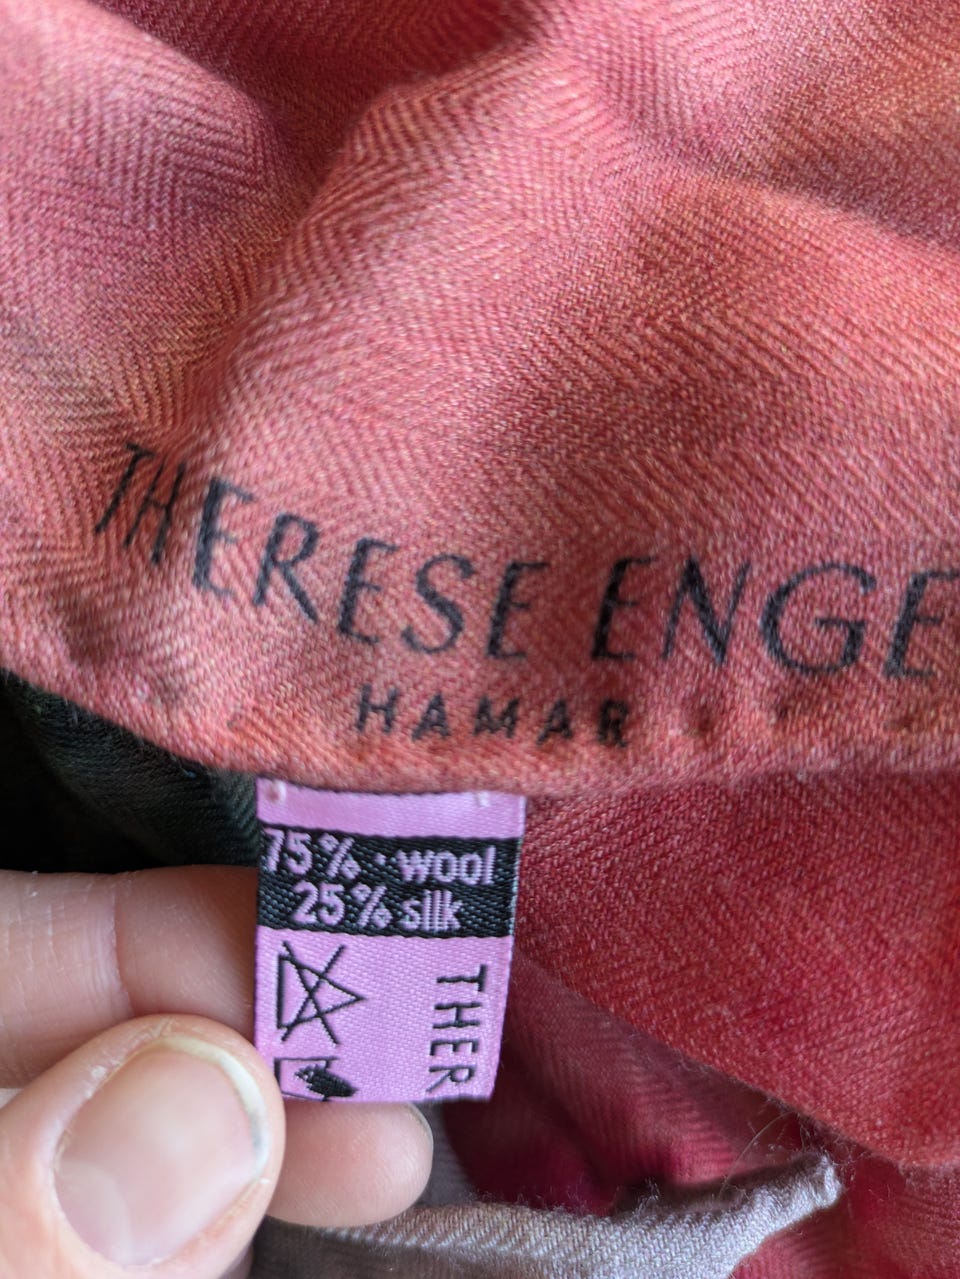 THERESE ENGE
HAMAR
75% · wool
25% silk
THER